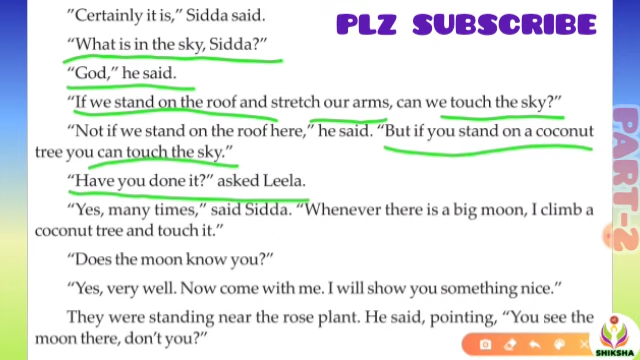 "Certainly it is," Sidda said.
PLZ SUBSCRIBE
"What is in the sky, Sidda?"
"God," he said.
"If we stand on the roof and stretch our arms, can we touch the sky?"
"Not if we stand on the roof here," he said. "But if you stand on a coconut
tree you can touch the sky."
"Have you done it?" asked Leela.
"Yes, many times," said Sidda. "Whenever there is a big moon, I climb a
coconut tree and touch it."
"Does the moon know you?"
"Yes, very well. Now come with me. I will show you something nice."
They were standing near the rose plant. He said, pointing, "You see the
moon there, don't you?"
PART-2
SHIKSHA